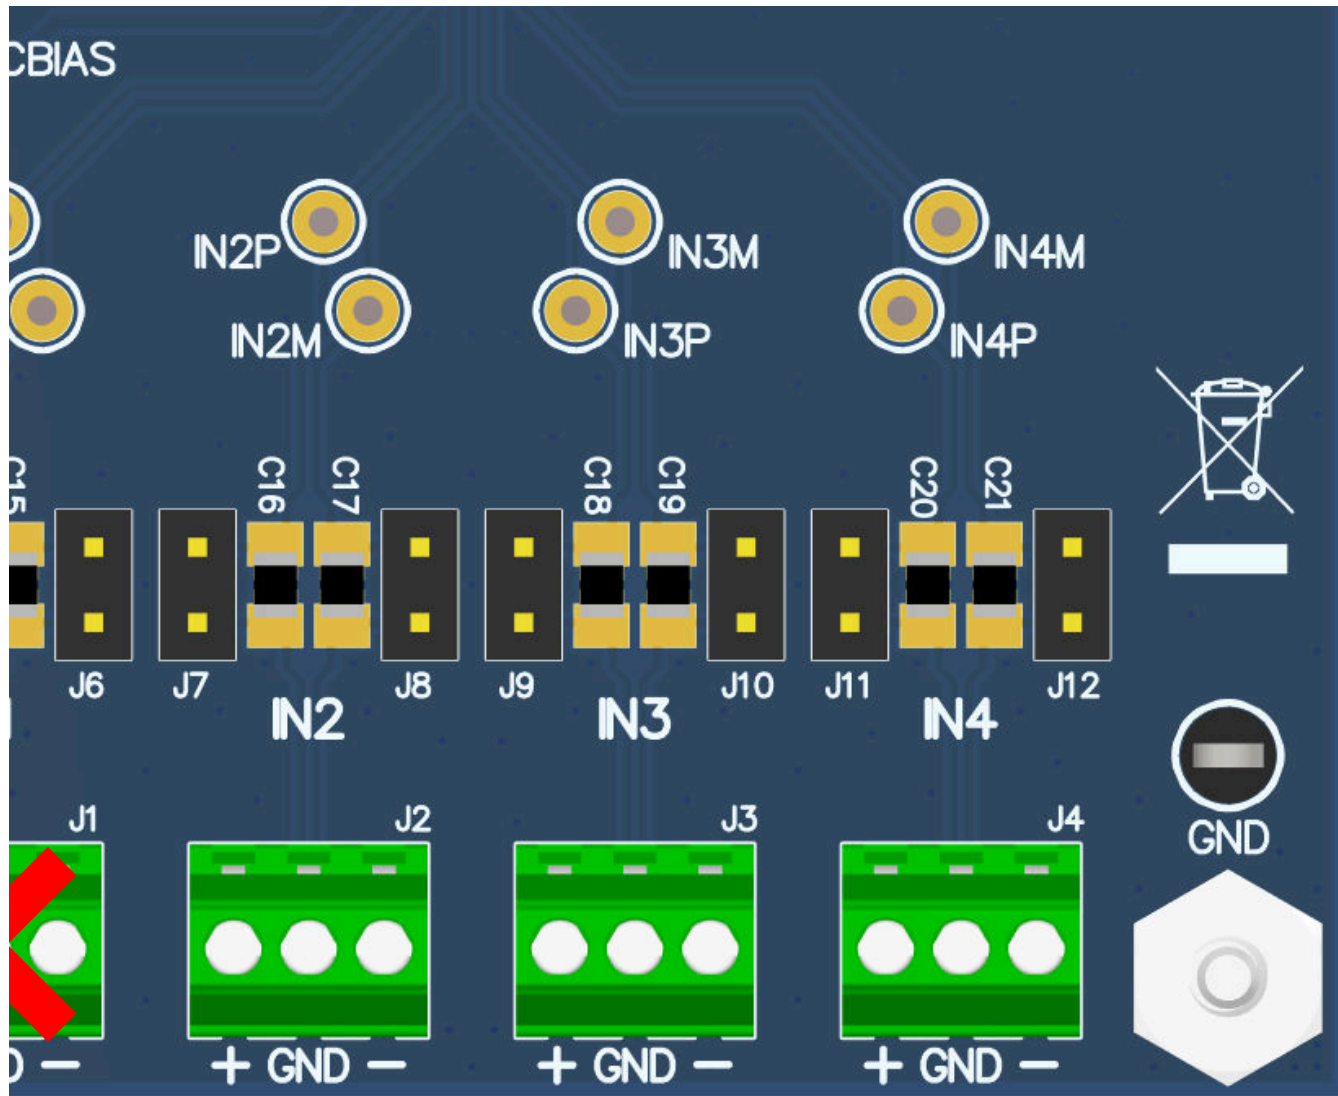 CBIAS
IN2P
IN3M
IN4M
IN2M
IN3P
IN4P
C15
C16
C17
C18
C19
C20
C21
J6
J7
J8
J9
J10
J11
J12
IN2
IN3
IN4
J1
J2
J3
J4
GND
−
+ GND −
+ GND −
+ GND −